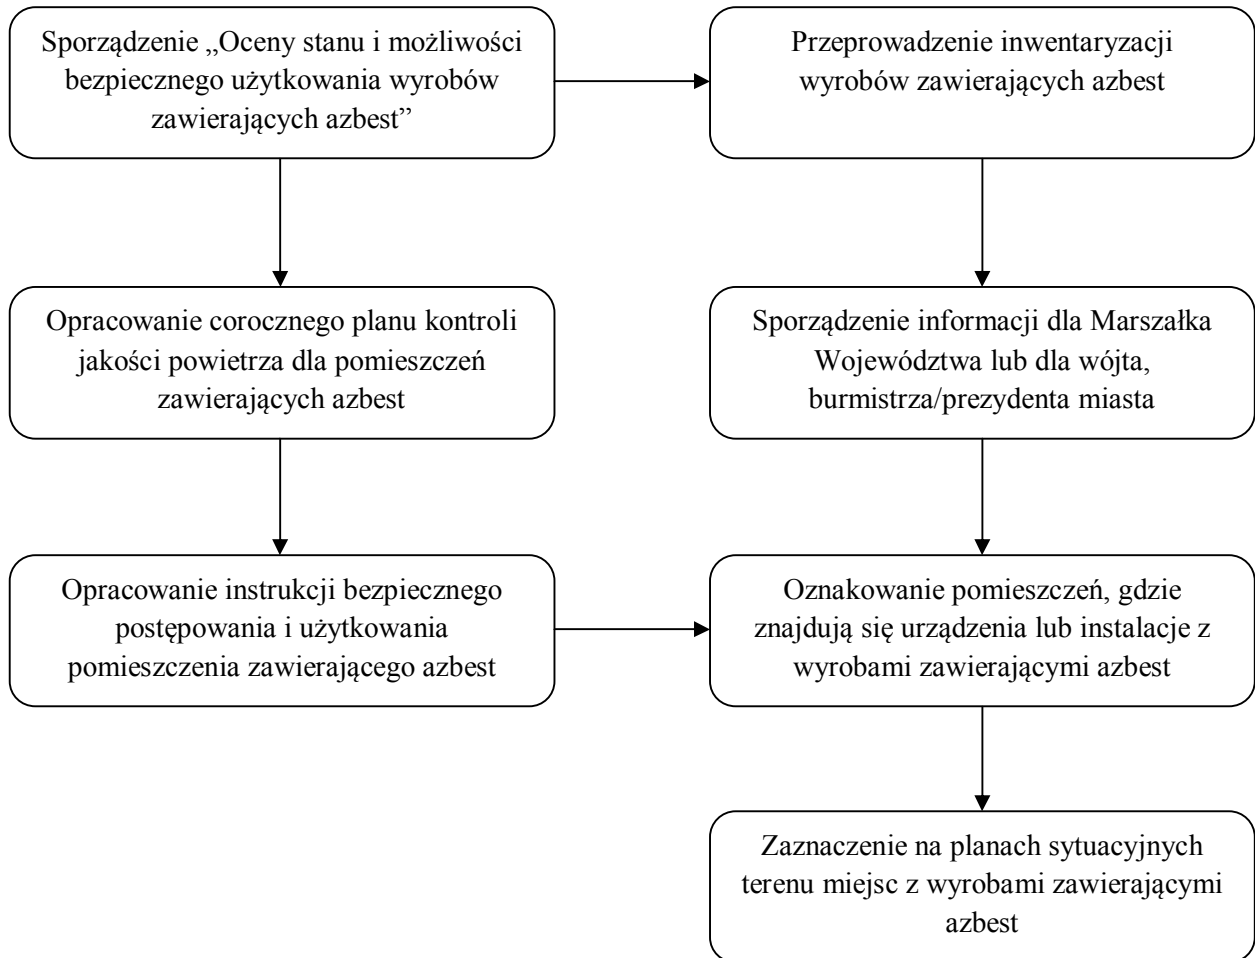 Sporządzenie „Oceny stanu i możliwości
bezpiecznego użytkowania wyrobów
zawierających azbest”
Przeprowadzenie inwentaryzacji
wyrobów zawierających azbest
Opracowanie corocznego planu kontroli
jakości powietrza dla pomieszczeń
zawierających azbest
Sporządzenie informacji dla Marszałka
Województwa lub dla wójta,
burmistrza/prezydenta miasta
Opracowanie instrukcji bezpiecznego
postępowania i użytkowania
pomieszczenia zawierającego azbest
Oznakowanie pomieszczeń, gdzie
znajdują się urządzenia lub instalacje z
wyrobami zawierającymi azbest
Zaznaczenie na planach sytuacyjnych
terenu miejsc z wyrobami zawierającymi
azbest